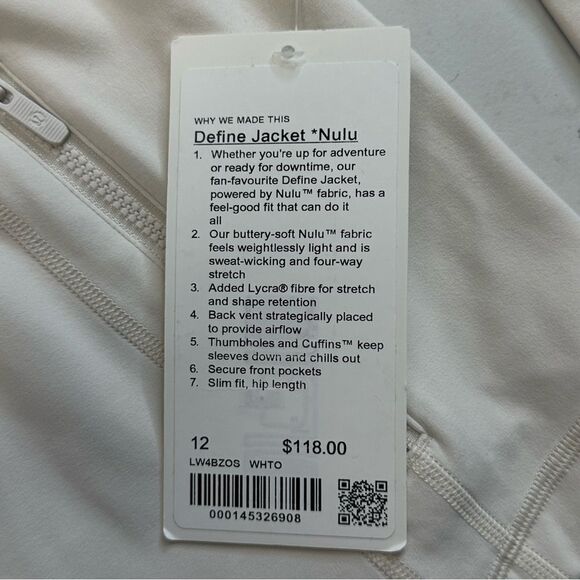 WHY WE MADE THIS
Define Jacket *Nulu
1. Whether you're up for adventure
or ready for downtime, our
fan-favourite Define Jacket,
powered by Nulu™ fabric, has a
feel-good fit that can do it
all
2. Our buttery-soft Nulu™ fabric
feels weightlessly light and is
sweat-wicking and four-way
stretch
3. Added Lycra® fibre for stretch
and shape retention
4. Back vent strategically placed
to provide airflow
5. Thumbholes and Cuffins™ keep
sleeves down and chills out
6. Secure front pockets
7. Slim fit, hip length
12 $118.00
LW4BZOS WHTO
000145326908